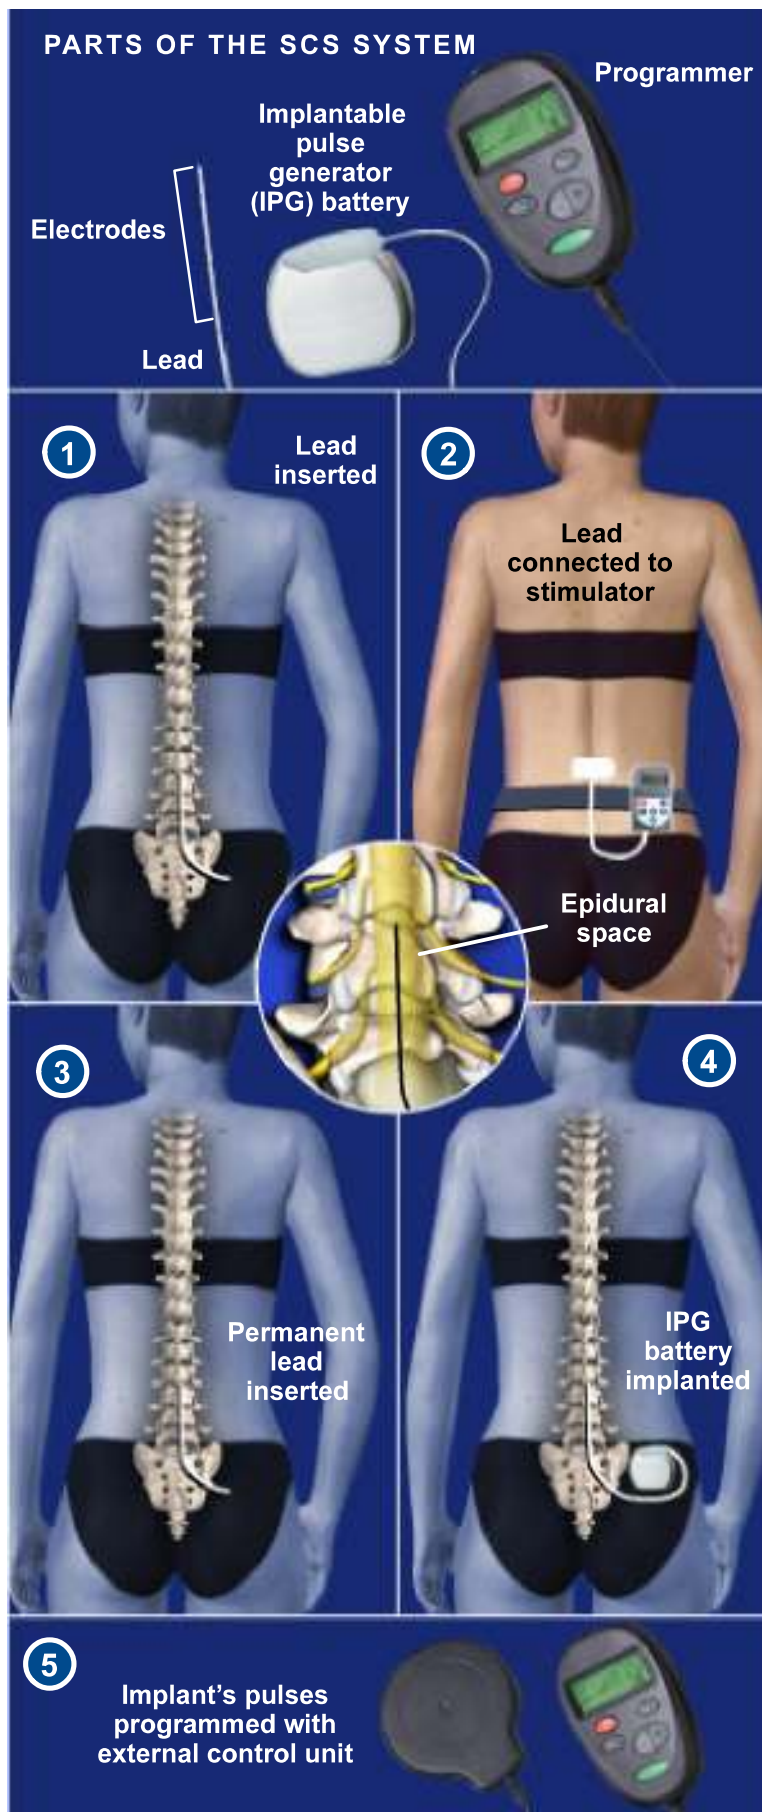 PARTS OF THE SCS SYSTEM
Programmer
Implantable
pulse
generator
(IPG) battery
Electrodes
Lead
1
Lead
inserted
2
Lead
connected to
stimulator
Epidural
space
3
Permanent
lead
inserted
4
IPG
battery
implanted
5
Implant’s pulses
programmed with
external control unit